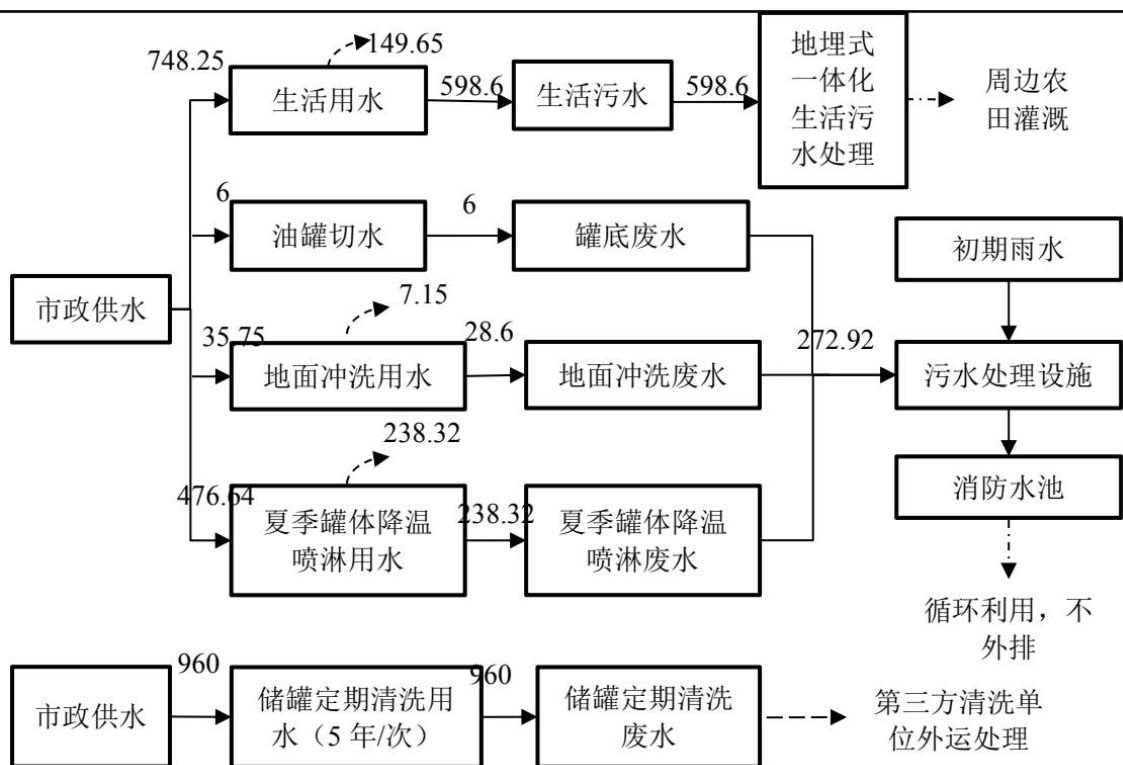 149.65
748.25
生活用水
598.6
生活污水
598.6
地埋式
一体化
生活污
水处理
周边农
田灌溉
6
油罐切水
6
罐底废水
初期雨水
市政供水
7.15
35.75
地面冲洗用水
28.6
地面冲洗废水
272.92
污水处理设施
238.32
476.64
夏季罐体降温
喷淋用水
238.32
夏季罐体降温
喷淋废水
消防水池
循环利用，不
外排
市政供水
960
储罐定期清洗用
水（5 年/次）
960
储罐定期清洗
废水
第三方清洗单
位外运处理